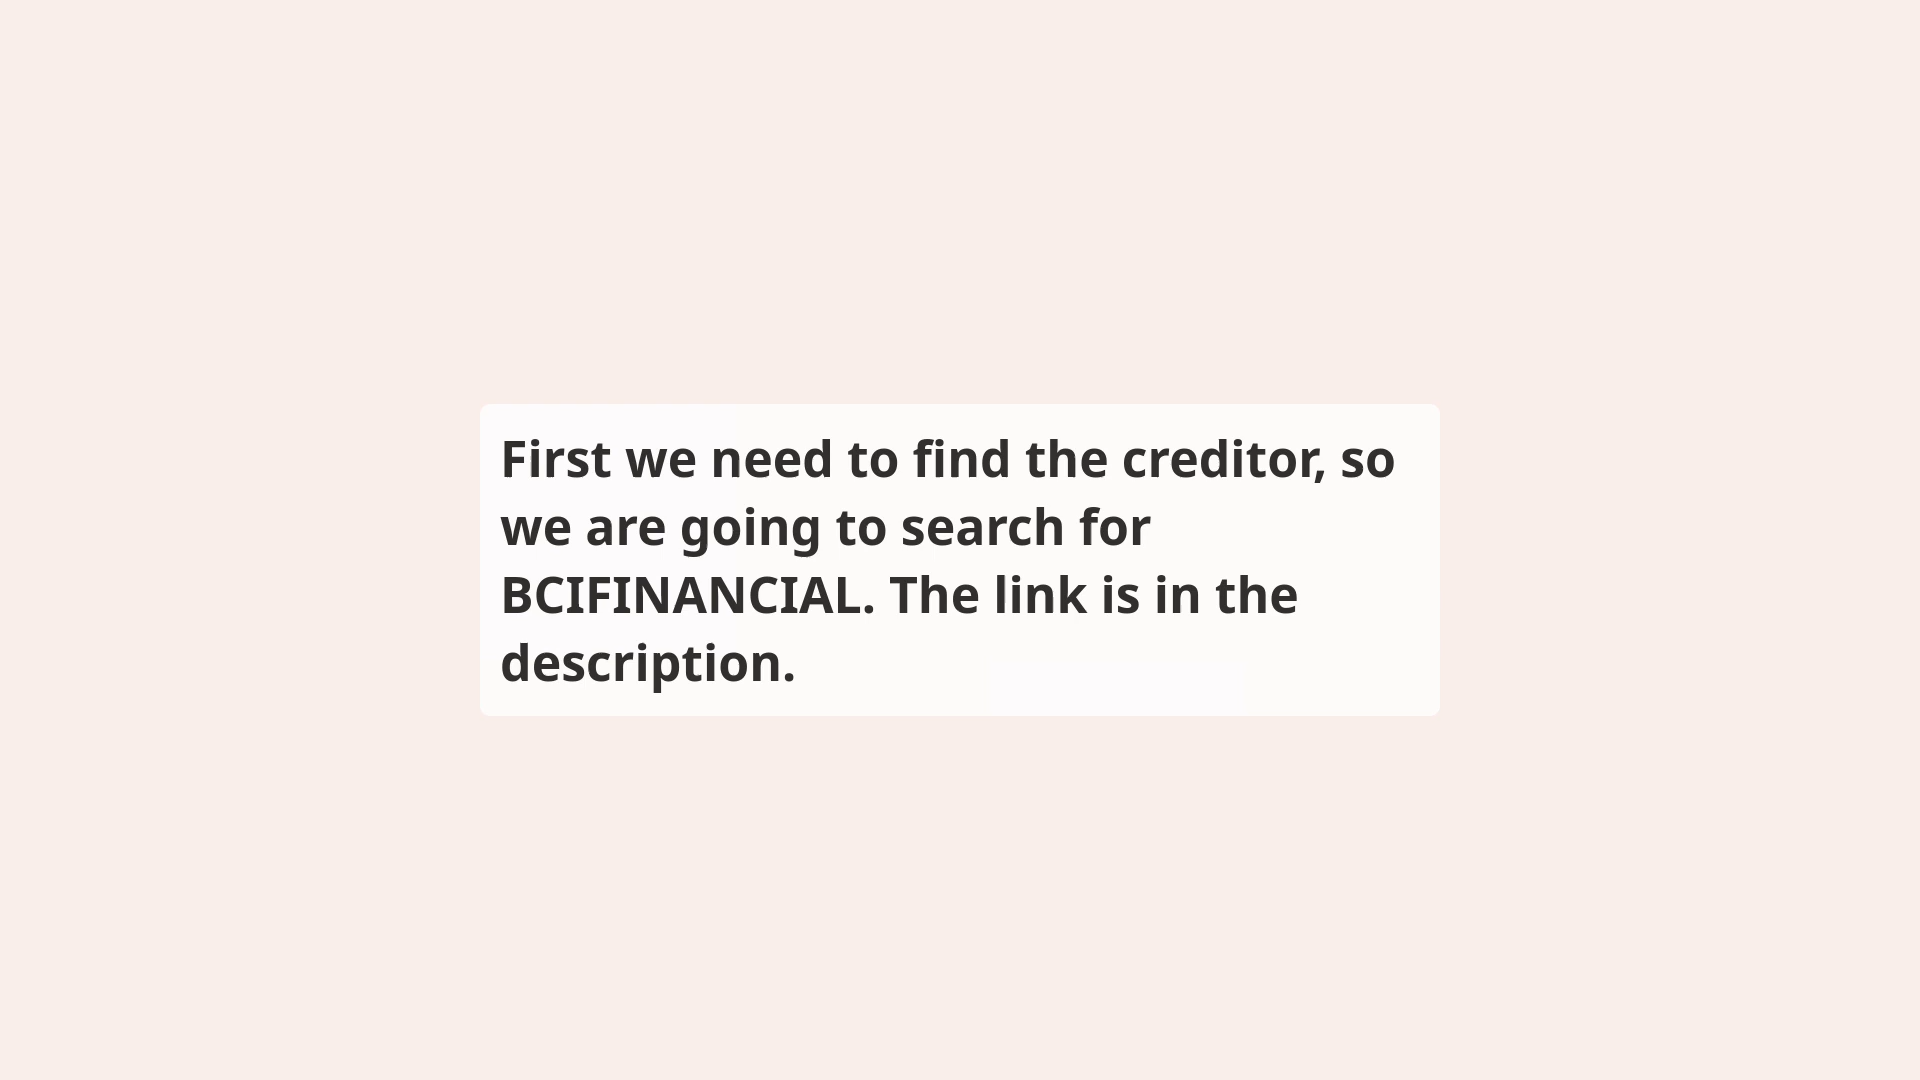 First we need to find the creditor, so
we are going to search for
BCIFINANCIAL. The link is in the
description.